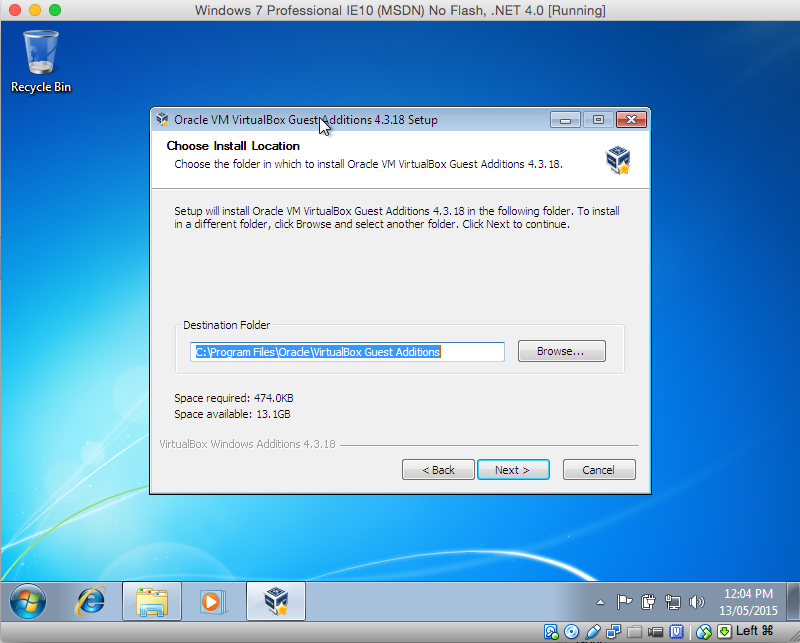 Windows 7 Professional IE10 (MSDN) No Flash, .NET 4.0 [Running]
Recycle Bin
Oracle VM VirtualBox Guest Additions 4.3.18 Setup
Choose Install Location
Choose the folder in which to install Oracle VM VirtualBox Guest Additions 4.3.18.
Setup will install Oracle VM VirtualBox Guest Additions 4.3.18 in the following folder. To install
in a different folder, click Browse and select another folder. Click Next to continue.
Destination Folder
C:\Program Files\Oracle\VirtualBox Guest Additions
Browse...
Space required: 474.0KB
Space available: 13.1GB
VirtualBox Windows Additions 4.3.18
< Back
Next >
Cancel
12:04 PM
13/05/2015
Left ⌘